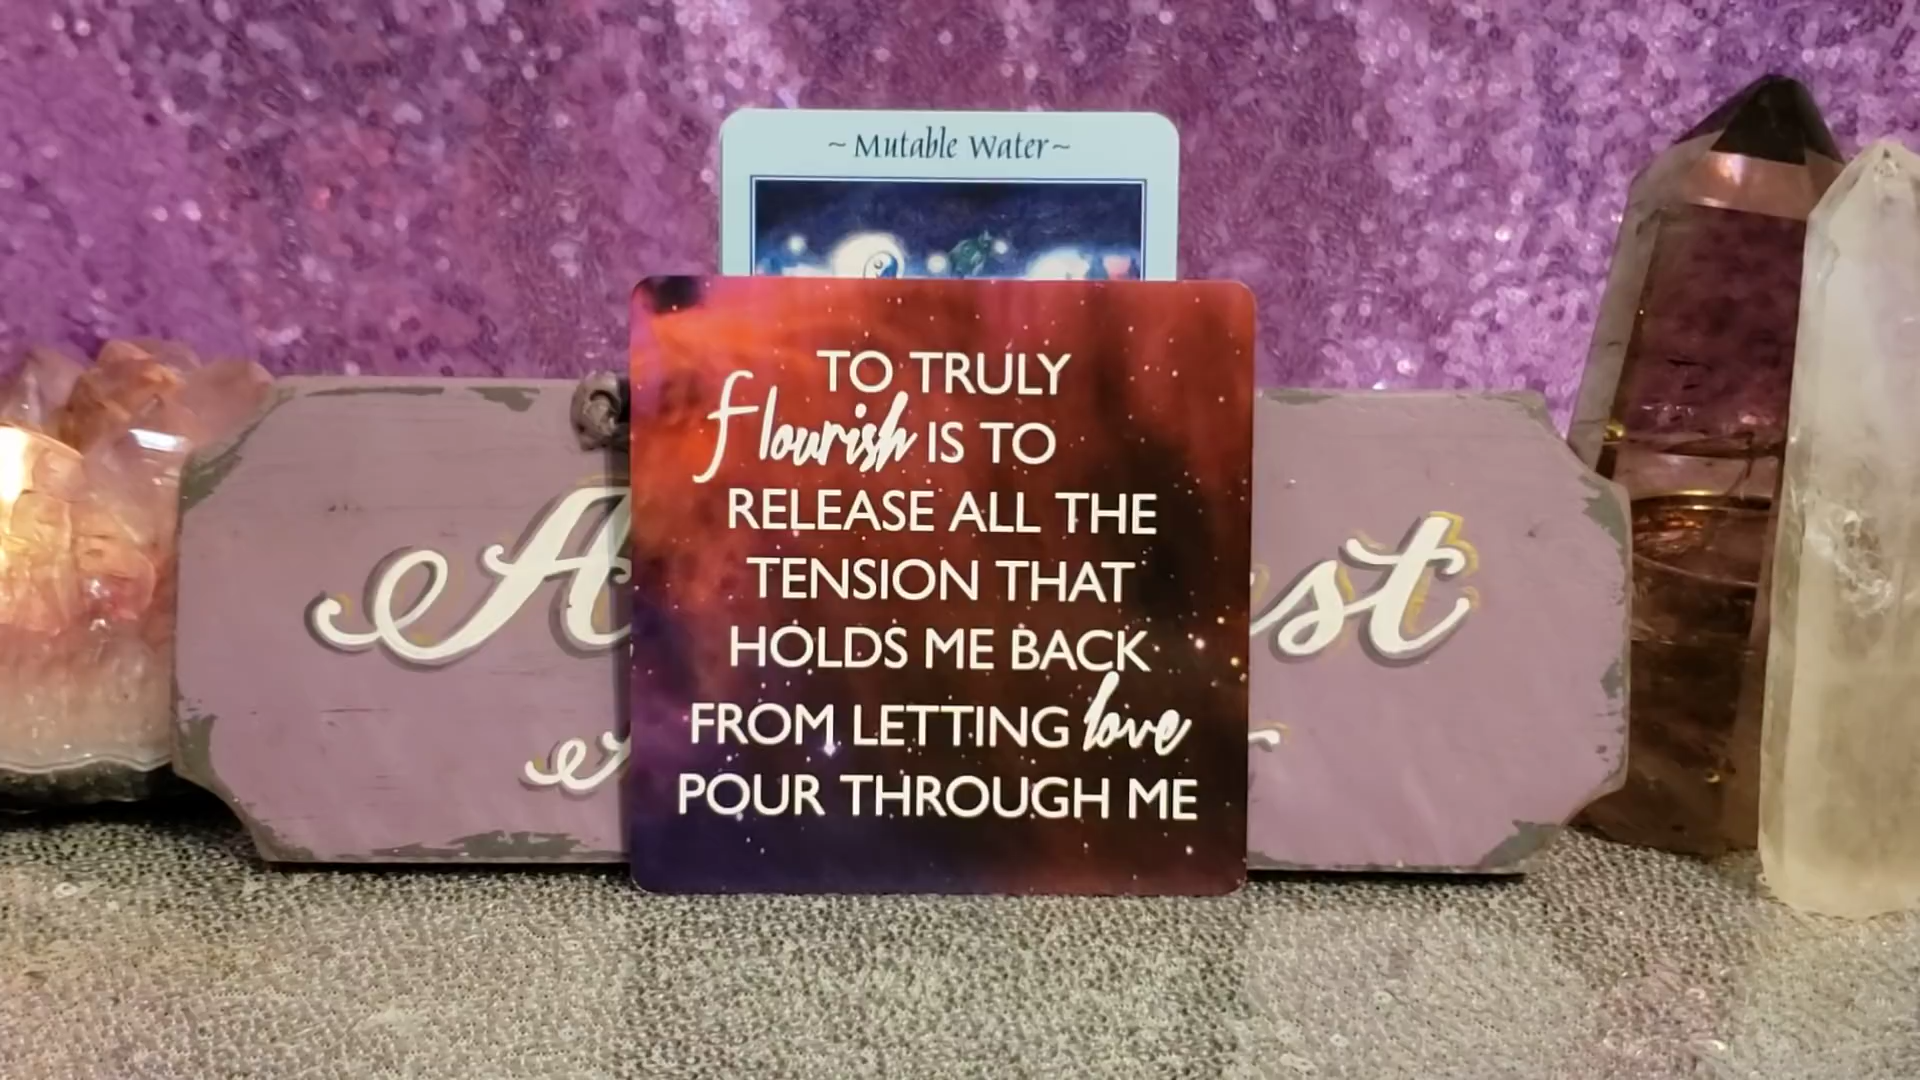 ~Mutable Water~
TO TRULY
flourish IS TO
RELEASE ALL THE
TENSION THAT
HOLDS ME BACK
FROM LETTING love
POUR THROUGH ME